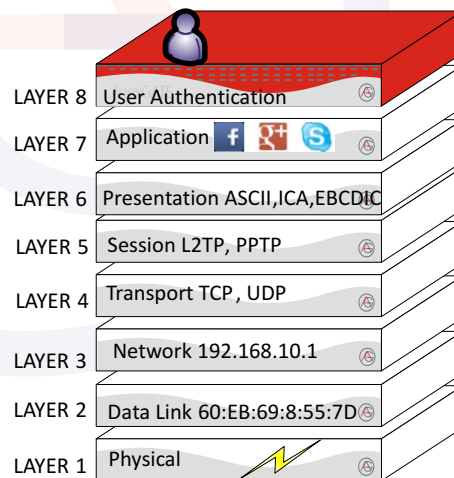 LAYER 8 User Authentication
LAYER 7 Application f g+ S
LAYER 6 Presentation ASCII,ICA,EBCDIC
LAYER 5 Session L2TP, PPTP
LAYER 4 Transport TCP , UDP
LAYER 3 Network 192.168.10.1
LAYER 2 Data Link 60:EB:69:8:55:7D
LAYER 1 Physical